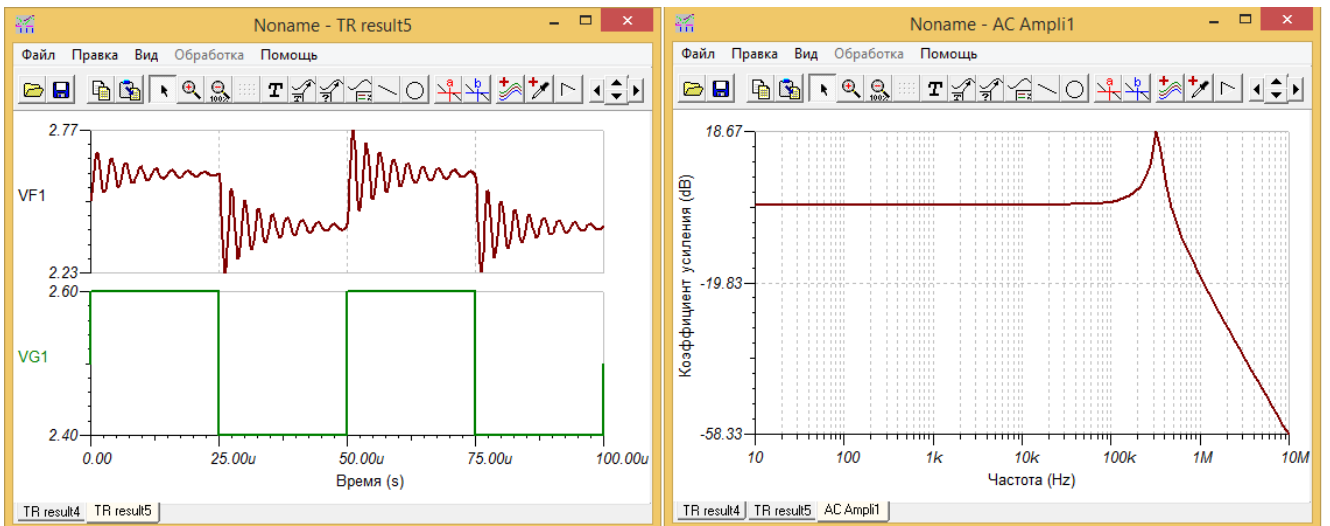 Noname - TR result5
Файл Правка Вид Обработка Помощь
100%
T
?
a
b
2.77
VF1
2.23
2.60
VG1
2.40
0.00 25.00u 50.00u 75.00u 100.00u
Время (s)
TR result4 TR result5
Noname - AC Ampli1
Файл Правка Вид Обработка Помощь
100%
T
?
a
b
18.67
Коэффициент усиления (dB)
-19.83
-58.33
10 100 1k 10k 100k 1M 10M
Частота (Hz)
TR result4 TR result5 AC Ampli1